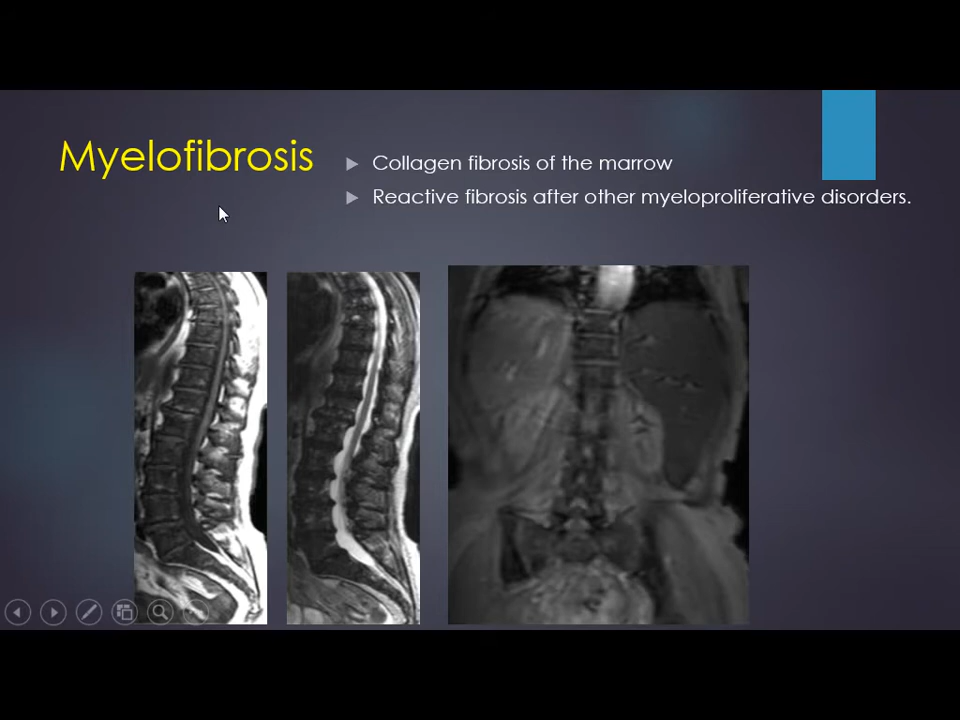 Myelofibrosis
Collagen fibrosis of the marrow
Reactive fibrosis after other myeloproliferative disorders.